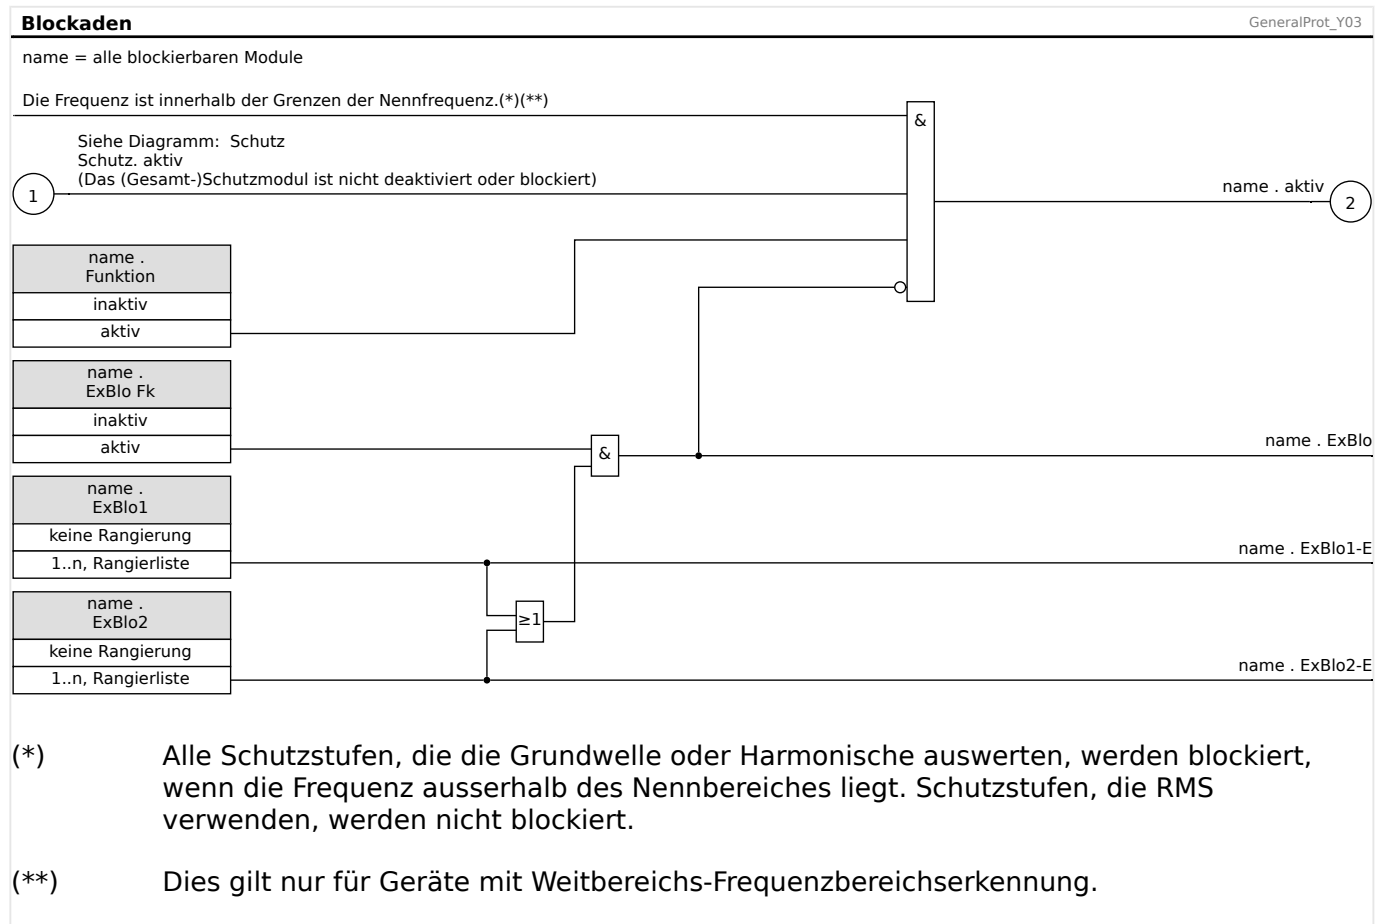 Blockaden
GeneralProt_Y03
name = alle blockierbaren Module
Die Frequenz ist innerhalb der Grenzen der Nennfrequenz.(*)(**)
&
Siehe Diagramm: Schutz
Schutz. aktiv
(Das (Gesamt-)Schutzmodul ist nicht deaktiviert oder blockiert)
1
name . aktiv
2
name .
Funktion
inaktiv
aktiv
name .
ExBlo Fk
inaktiv
aktiv
&
name . ExBlo
name .
ExBlo1
keine Rangierung
1..n, Rangierliste
name . ExBlo1-E
name .
ExBlo2
≥1
keine Rangierung
1..n, Rangierliste
name . ExBlo2-E
(*) Alle Schutzstufen, die die Grundwelle oder Harmonische auswerten, werden blockiert,
wenn die Frequenz ausserhalb des Nennbereiches liegt. Schutzstufen, die RMS
verwenden, werden nicht blockiert.
(**) Dies gilt nur für Geräte mit Weitbereichs-Frequenzbereichserkennung.